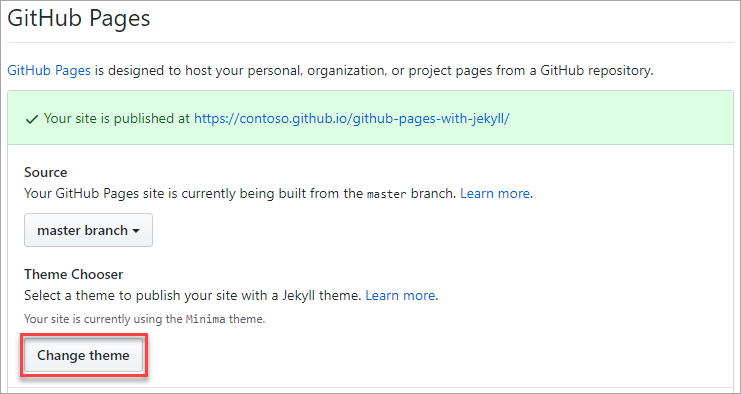 GitHub Pages
GitHub Pages is designed to host your personal, organization, or project pages from a GitHub repository.
✓ Your site is published at https://contoso.github.io/github-pages-with-jekyll/
Source
Your GitHub Pages site is currently being built from the master branch. Learn more.
master branch
Theme Chooser
Select a theme to publish your site with a Jekyll theme. Learn more.
Your site is currently using the Minima theme.
Change theme